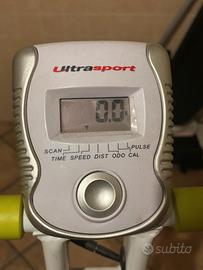 Ultrasport
0.0
SCAN PULSE
TIME SPEED DIST ODO CAL
subito